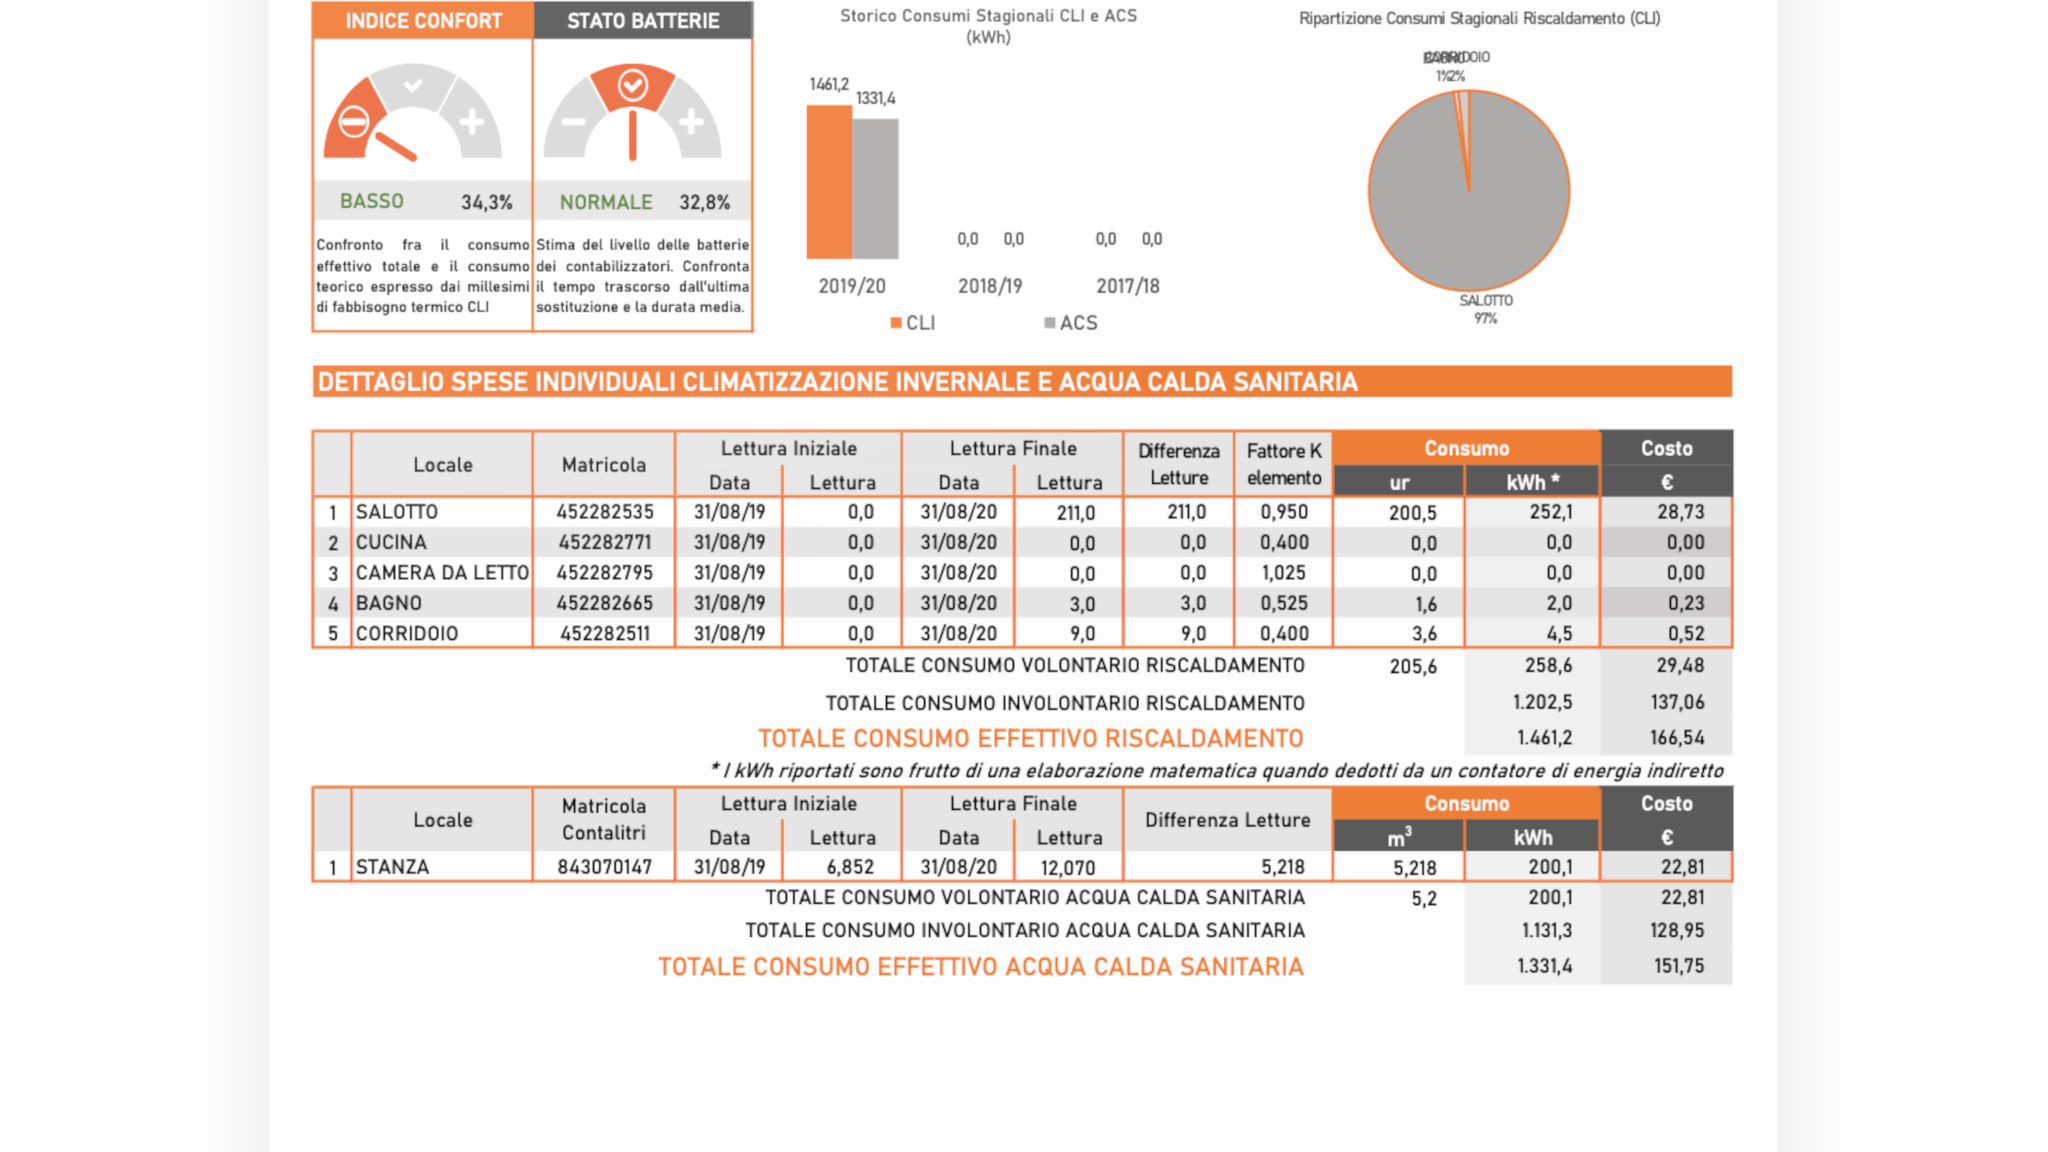 INDICE CONFORT
STATO BATTERIE
BASSO 34,3%
NORMALE 32,8%
Confronto fra il consumo
effettivo totale e il consumo
teorico espresso dai millesimi
di fabbisogno termico CLI
Stima del livello delle batterie
dei contabilizzatori. Confronta
il tempo trascorso dall'ultima
sostituzione e la durata media.
Storico Consumi Stagionali CLI e ACS
(kWh)
1461,2
1331,4
0,0 0,0 0,0 0,0
2019/20 2018/19 2017/18
CLI ACS
Ripartizione Consumi Stagionali Riscaldamento (CLI)
BAGNO CORRIDOIO
1% 2%
SALOTTO
97%
DETTAGLIO SPESE INDIVIDUALI CLIMATIZZAZIONE INVERNALE E ACQUA CALDA SANITARIA
Locale Matricola Lettura Iniziale Lettura Finale Differenza Letture Fattore K elemento Consumo Costo
Data Lettura Data Lettura ur kWh * €
1 SALOTTO 452282535 31/08/19 0,0 31/08/20 211,0 211,0 0,950 200,5 252,1 28,73
2 CUCINA 452282771 31/08/19 0,0 31/08/20 0,0 0,0 0,400 0,0 0,0 0,00
3 CAMERA DA LETTO 452282795 31/08/19 0,0 31/08/20 0,0 0,0 1,025 0,0 0,0 0,00
4 BAGNO 452282665 31/08/19 0,0 31/08/20 3,0 3,0 0,525 1,6 2,0 0,23
5 CORRIDOIO 452282511 31/08/19 0,0 31/08/20 9,0 9,0 0,400 3,6 4,5 0,52
TOTALE CONSUMO VOLONTARIO RISCALDAMENTO 205,6 258,6 29,48
TOTALE CONSUMO INVOLONTARIO RISCALDAMENTO 1.202,5 137,06
TOTALE CONSUMO EFFETTIVO RISCALDAMENTO 1.461,2 166,54
* I kWh riportati sono frutto di una elaborazione matematica quando dedotti da un contatore di energia indiretto
Locale Matricola Contalitri Lettura Iniziale Lettura Finale Differenza Letture Consumo Costo
Data Lettura Data Lettura m³ kWh €
1 STANZA 843070147 31/08/19 6,852 31/08/20 12,070 5,218 5,218 200,1 22,81
TOTALE CONSUMO VOLONTARIO ACQUA CALDA SANITARIA 5,2 200,1 22,81
TOTALE CONSUMO INVOLONTARIO ACQUA CALDA SANITARIA 1.131,3 128,95
TOTALE CONSUMO EFFETTIVO ACQUA CALDA SANITARIA 1.331,4 151,75